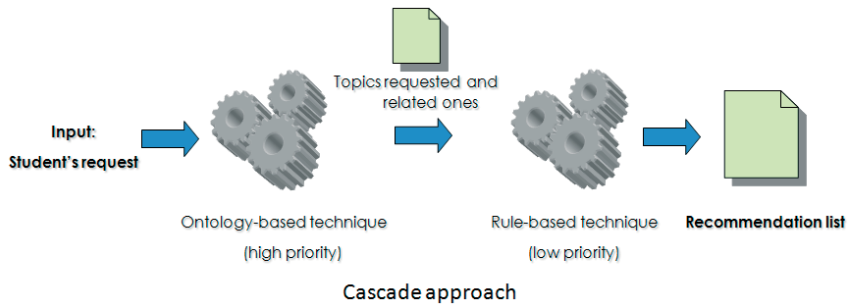 Topics requested and
related ones
Input:
Student's request
Ontology-based technique
(high priority)
Rule-based technique
(low priority)
Recommendation list
Cascade approach